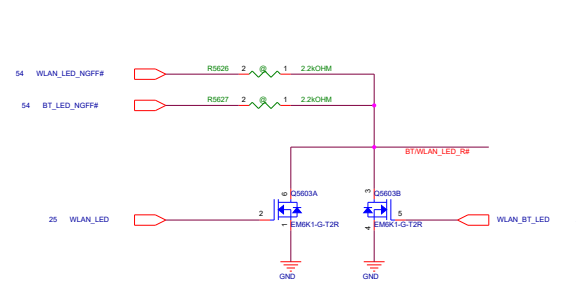 54 WLAN_LED_NGFF# R5626 2 @ 1 2.2kOHM
54 BT_LED_NGFF# R5627 2 @ 1 2.2kOHM
BT/WLAN_LED_R#
6 Q5603A 3 Q5603B
25 WLAN_LED 2 5 WLAN_BT_LED
1 EM6K1-G-T2R 4 EM6K1-G-T2R
GND GND